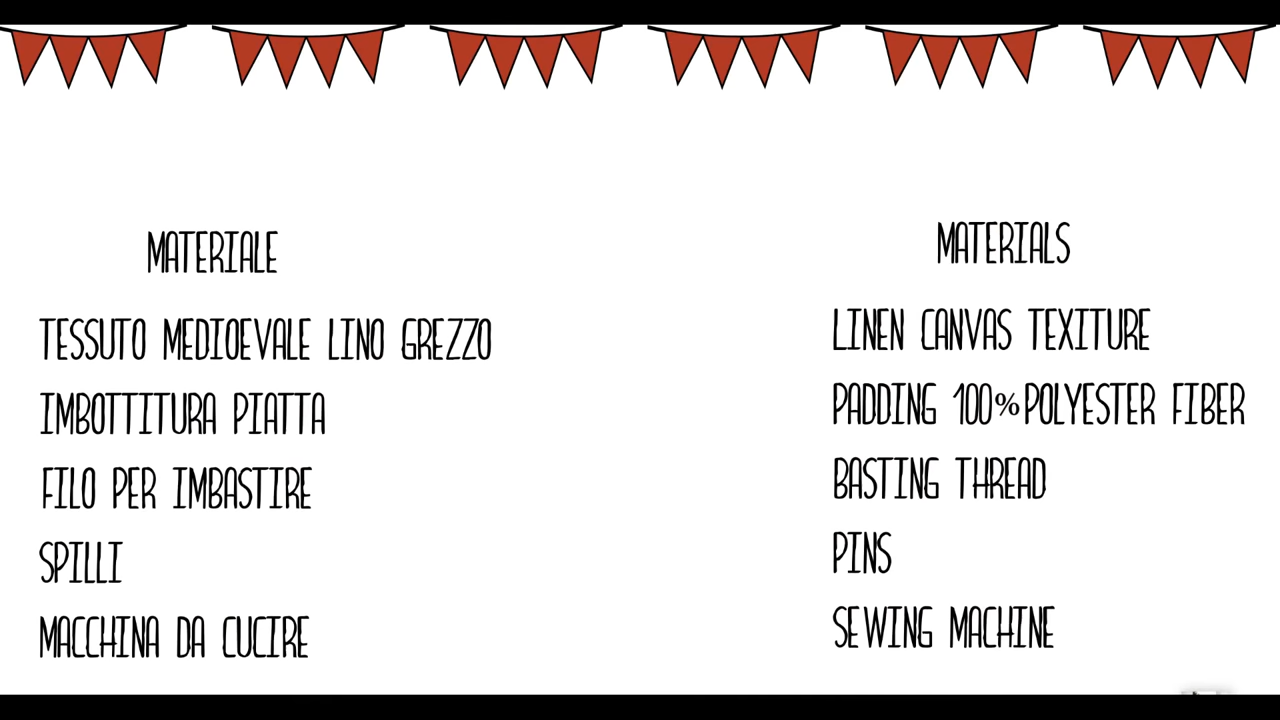 MATERIALE
TESSUTO MEDIOEVALE LINO GREZZO
IMBOTTITURA PIATTA
FILO PER IMBASTIRE
SPILLI
MACCHINA DA CUCIRE
MATERIALS
LINEN CANVAS TEXITURE
PADDING 100%POLYESTER FIBER
BASTING THREAD
PINS
SEWING MACHINE